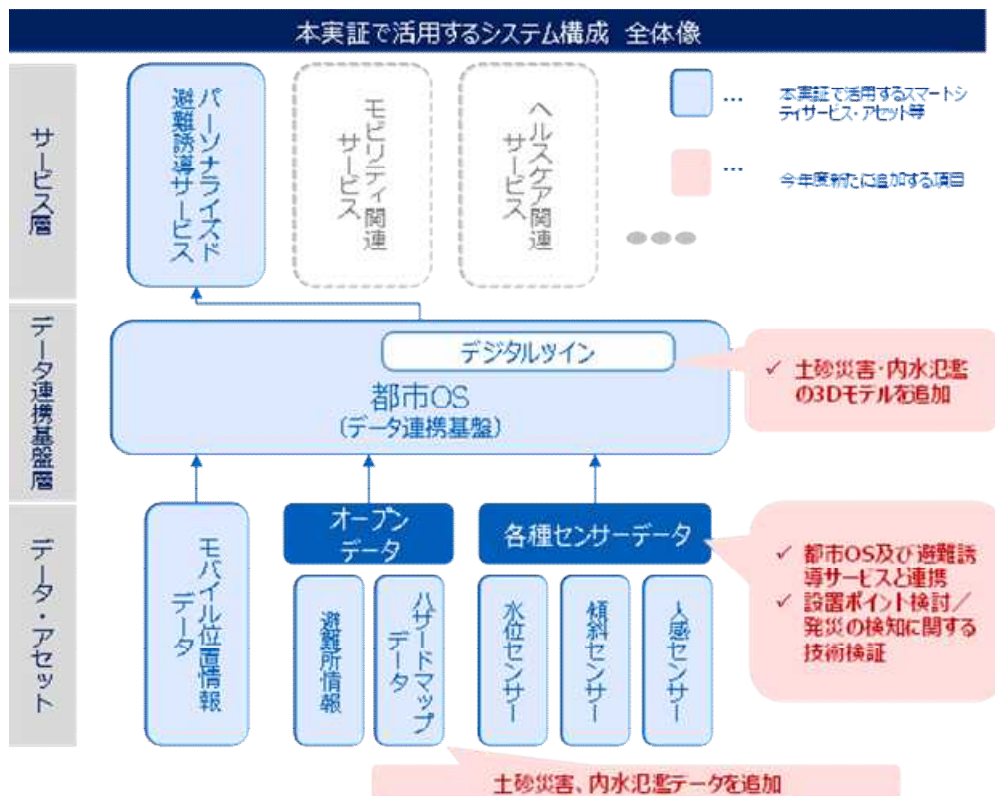 本実証で活用するシステム構成 全体像
サービス層
パーソナライズド
避難誘導サービス
モビリティ関連
サービス
ヘルスケア関連
サービス
…
本実証で活用するスマートシ
ティサービス・アセット等
…
今年度新たに追加する項目
データ連携基盤層
デジタルツイン
都市OS
(データ連携基盤)
✓ 土砂災害・内水氾濫
の3Dモデルを追加
データ・アセット
モバイル位置情報
データ
オープン
データ
避難所情報
ハザードマップ
データ
各種センサーデータ
水位センサー
傾斜センサー
人感センサー
✓ 都市OS及び避難誘
導サービスと連携
✓ 設置ポイント検討／
発災の検知に関する
技術検証
土砂災害、内水氾濫データを追加